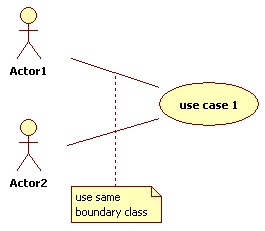 Actor1
use case 1
Actor2
use same
boundary class